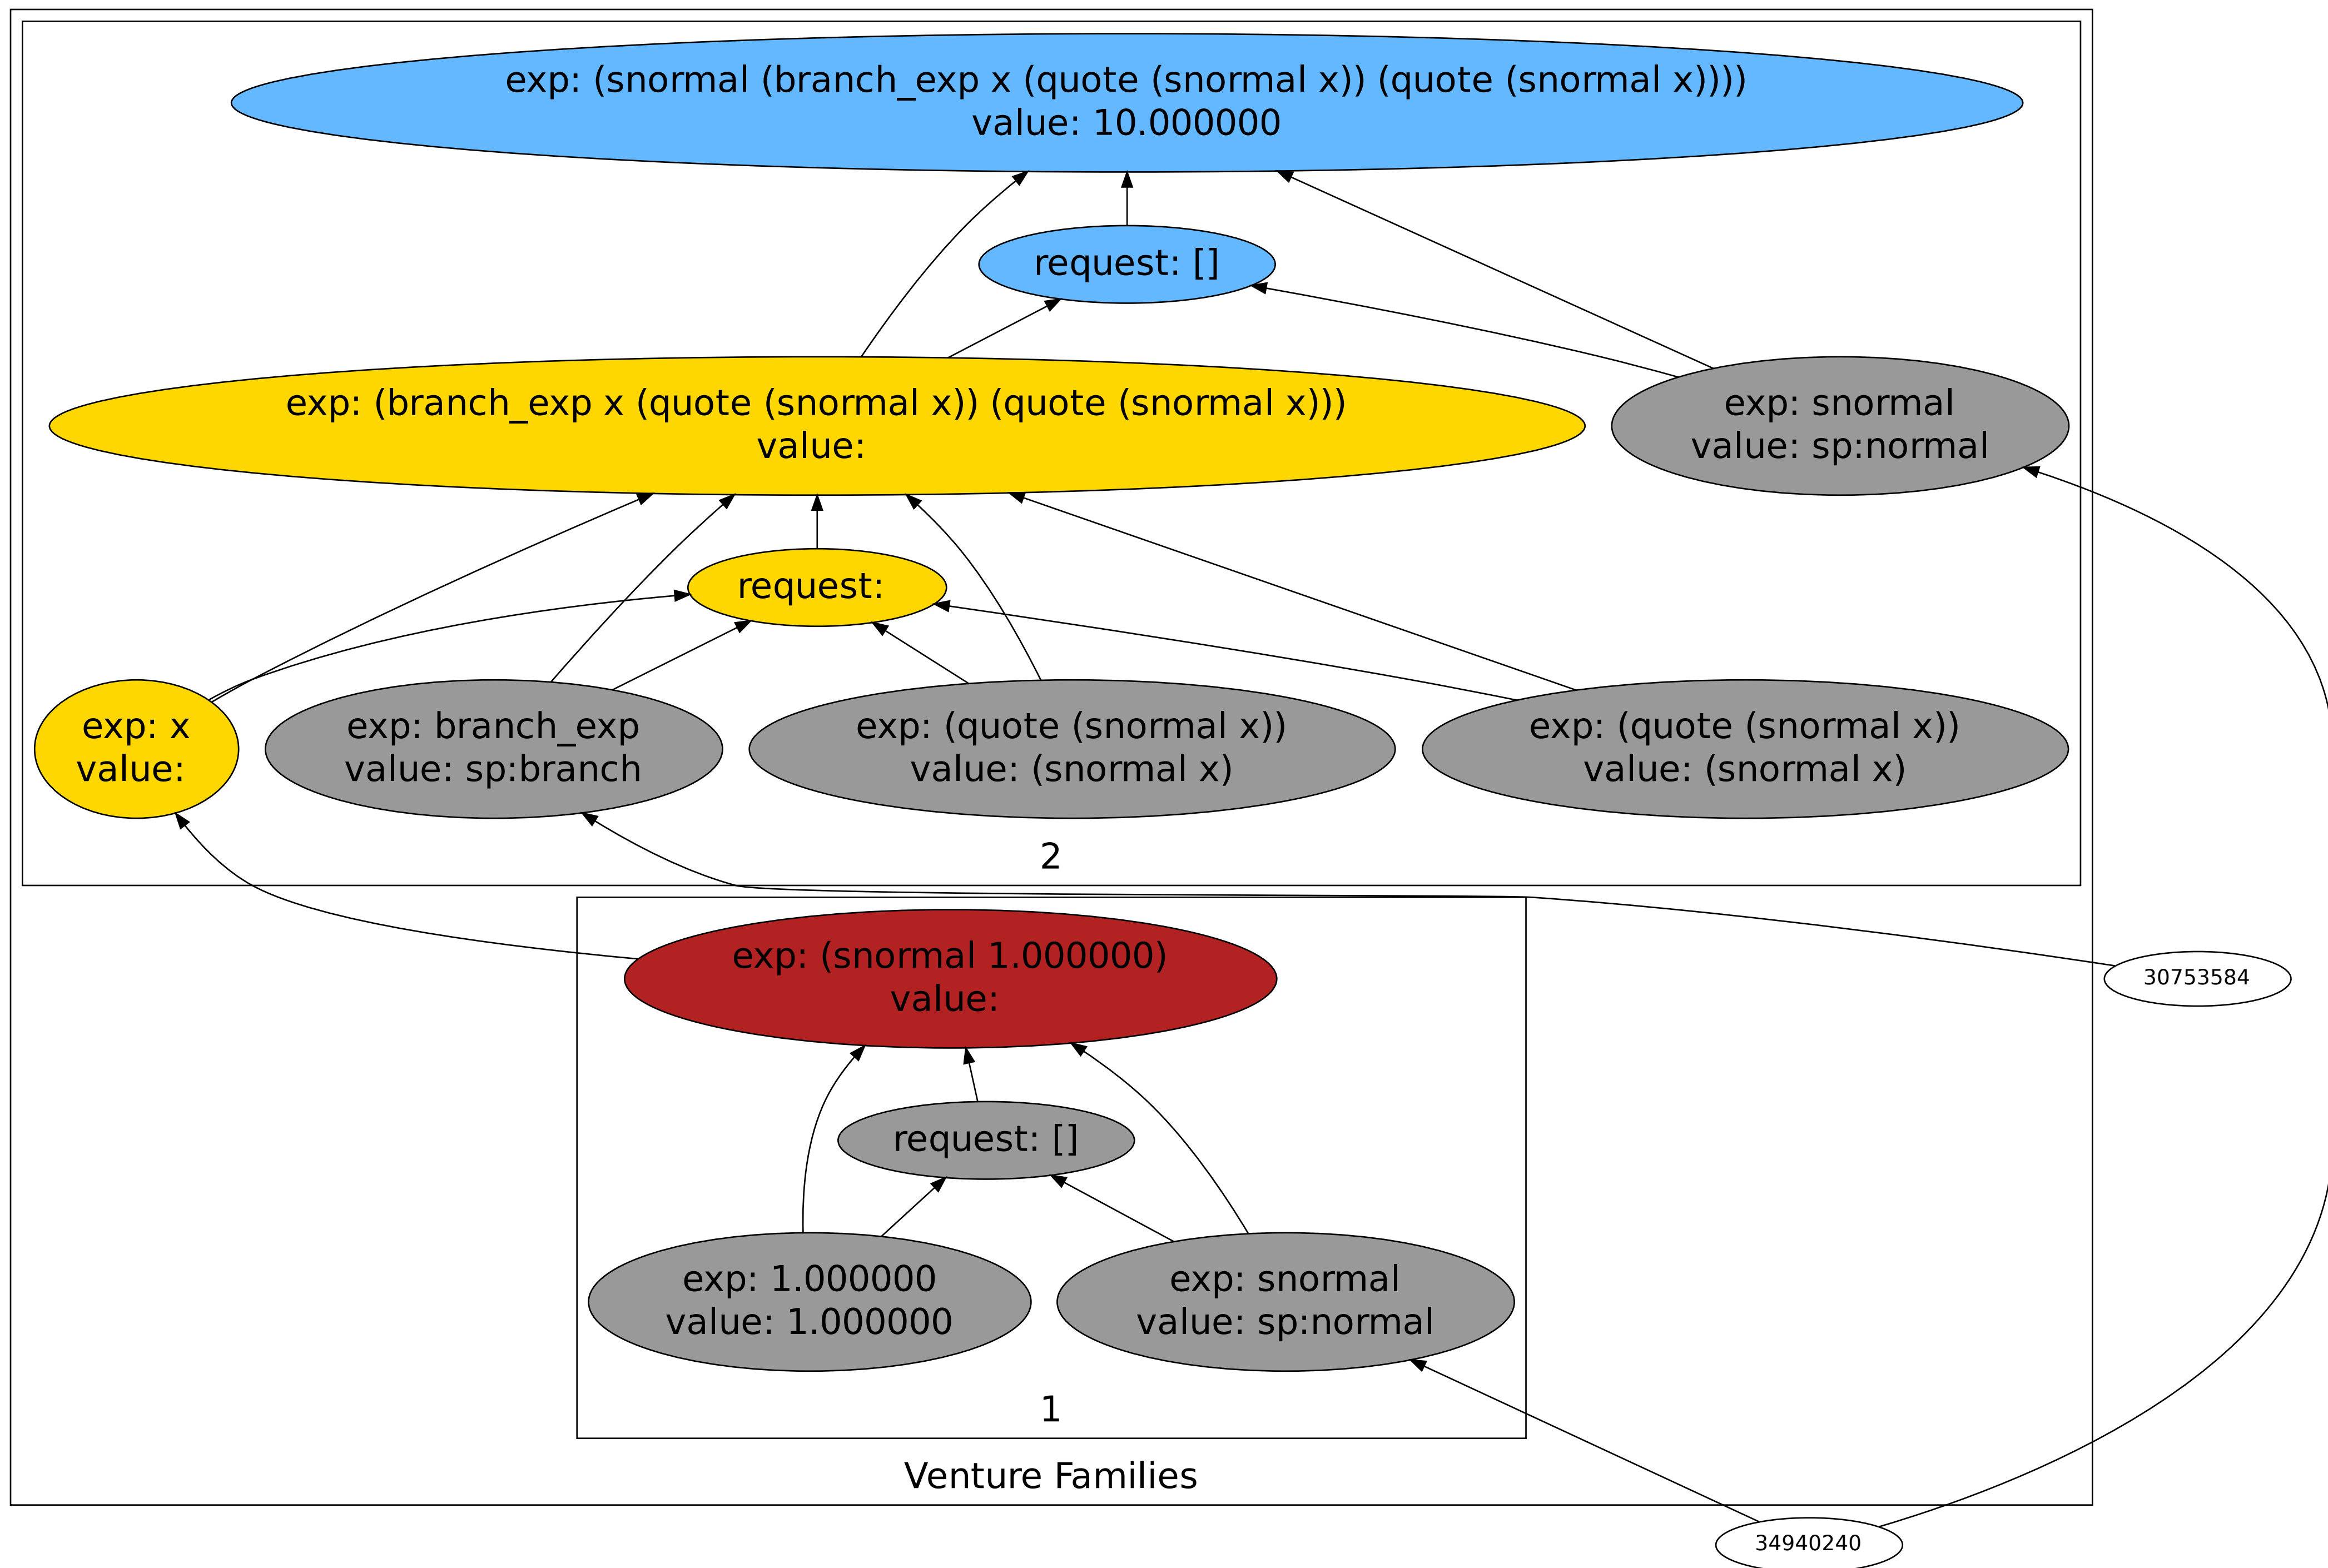 exp: (snormal (branch_exp x (quote (snormal x)) (quote (snormal x))))
value: 10.000000
request: []
exp: (branch_exp x (quote (snormal x)) (quote (snormal x)))
value:
exp: snormal
value: sp:normal
request:
exp: x
value:
exp: branch_exp
value: sp:branch
exp: (quote (snormal x))
value: (snormal x)
exp: (quote (snormal x))
value: (snormal x)
2
exp: (snormal 1.000000)
value:
30753584
request: []
exp: 1.000000
value: 1.000000
exp: snormal
value: sp:normal
1
Venture Families
34940240